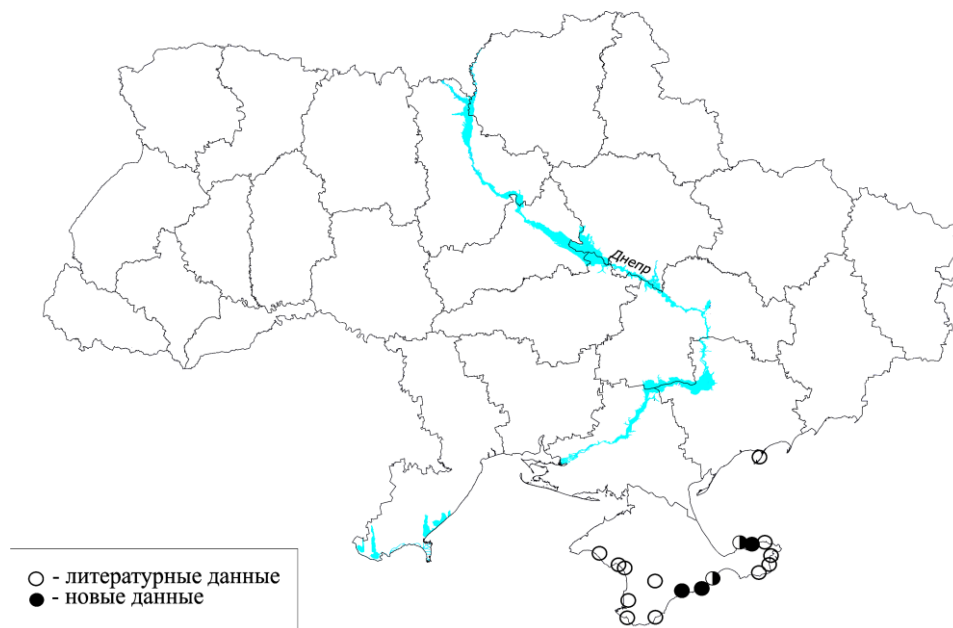 Днепр
- литературные данные
- новые данные